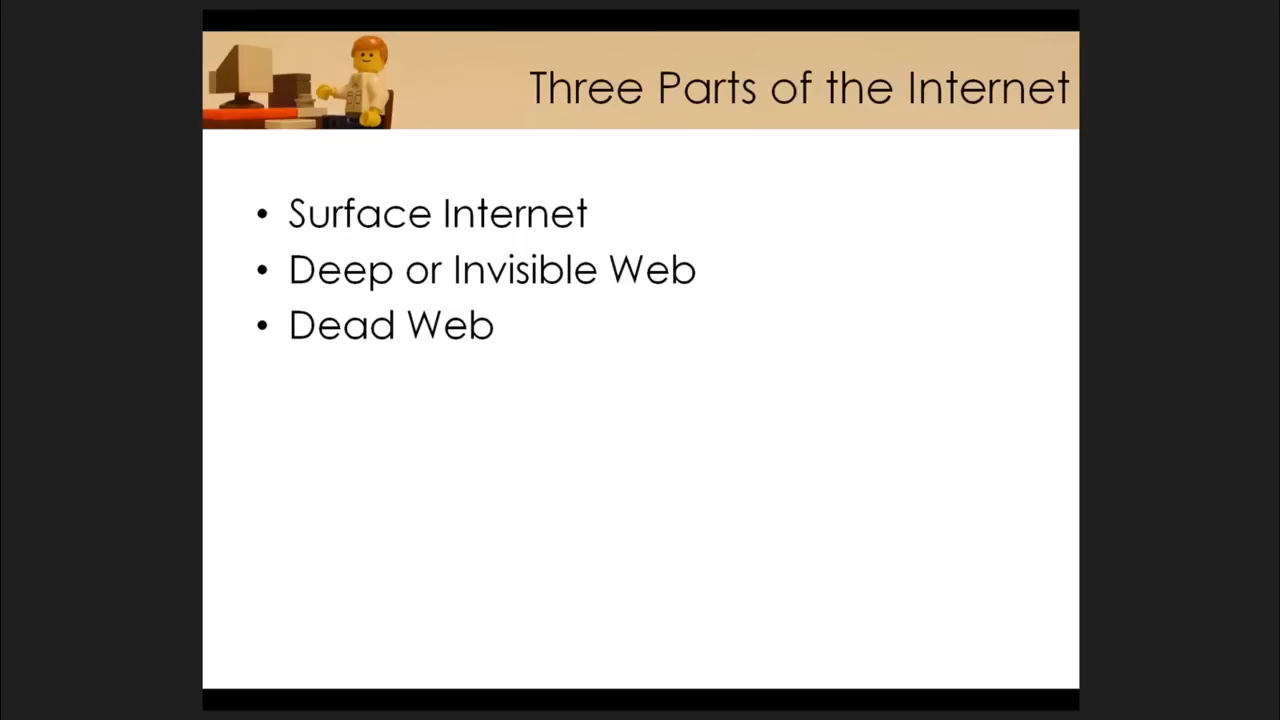 Three Parts of the Internet
• Surface Internet
• Deep or Invisible Web
• Dead Web